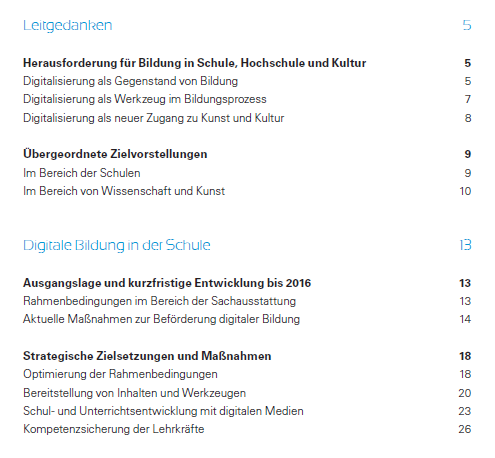 Leitgedanken 5
Herausforderung für Bildung in Schule, Hochschule und Kultur 5
Digitalisierung als Gegenstand von Bildung 5
Digitalisierung als Werkzeug im Bildungsprozess 7
Digitalisierung als neuer Zugang zu Kunst und Kultur 8
Übergeordnete Zielvorstellungen 9
Im Bereich der Schulen 9
Im Bereich von Wissenschaft und Kunst 10
Digitale Bildung in der Schule 13
Ausgangslage und kurzfristige Entwicklung bis 2016 13
Rahmenbedingungen im Bereich der Sachausstattung 13
Aktuelle Maßnahmen zur Beförderung digitaler Bildung 14
Strategische Zielsetzungen und Maßnahmen 18
Optimierung der Rahmenbedingungen 18
Bereitstellung von Inhalten und Werkzeugen 20
Schul- und Unterrichtsentwicklung mit digitalen Medien 23
Kompetenzsicherung der Lehrkräfte 26